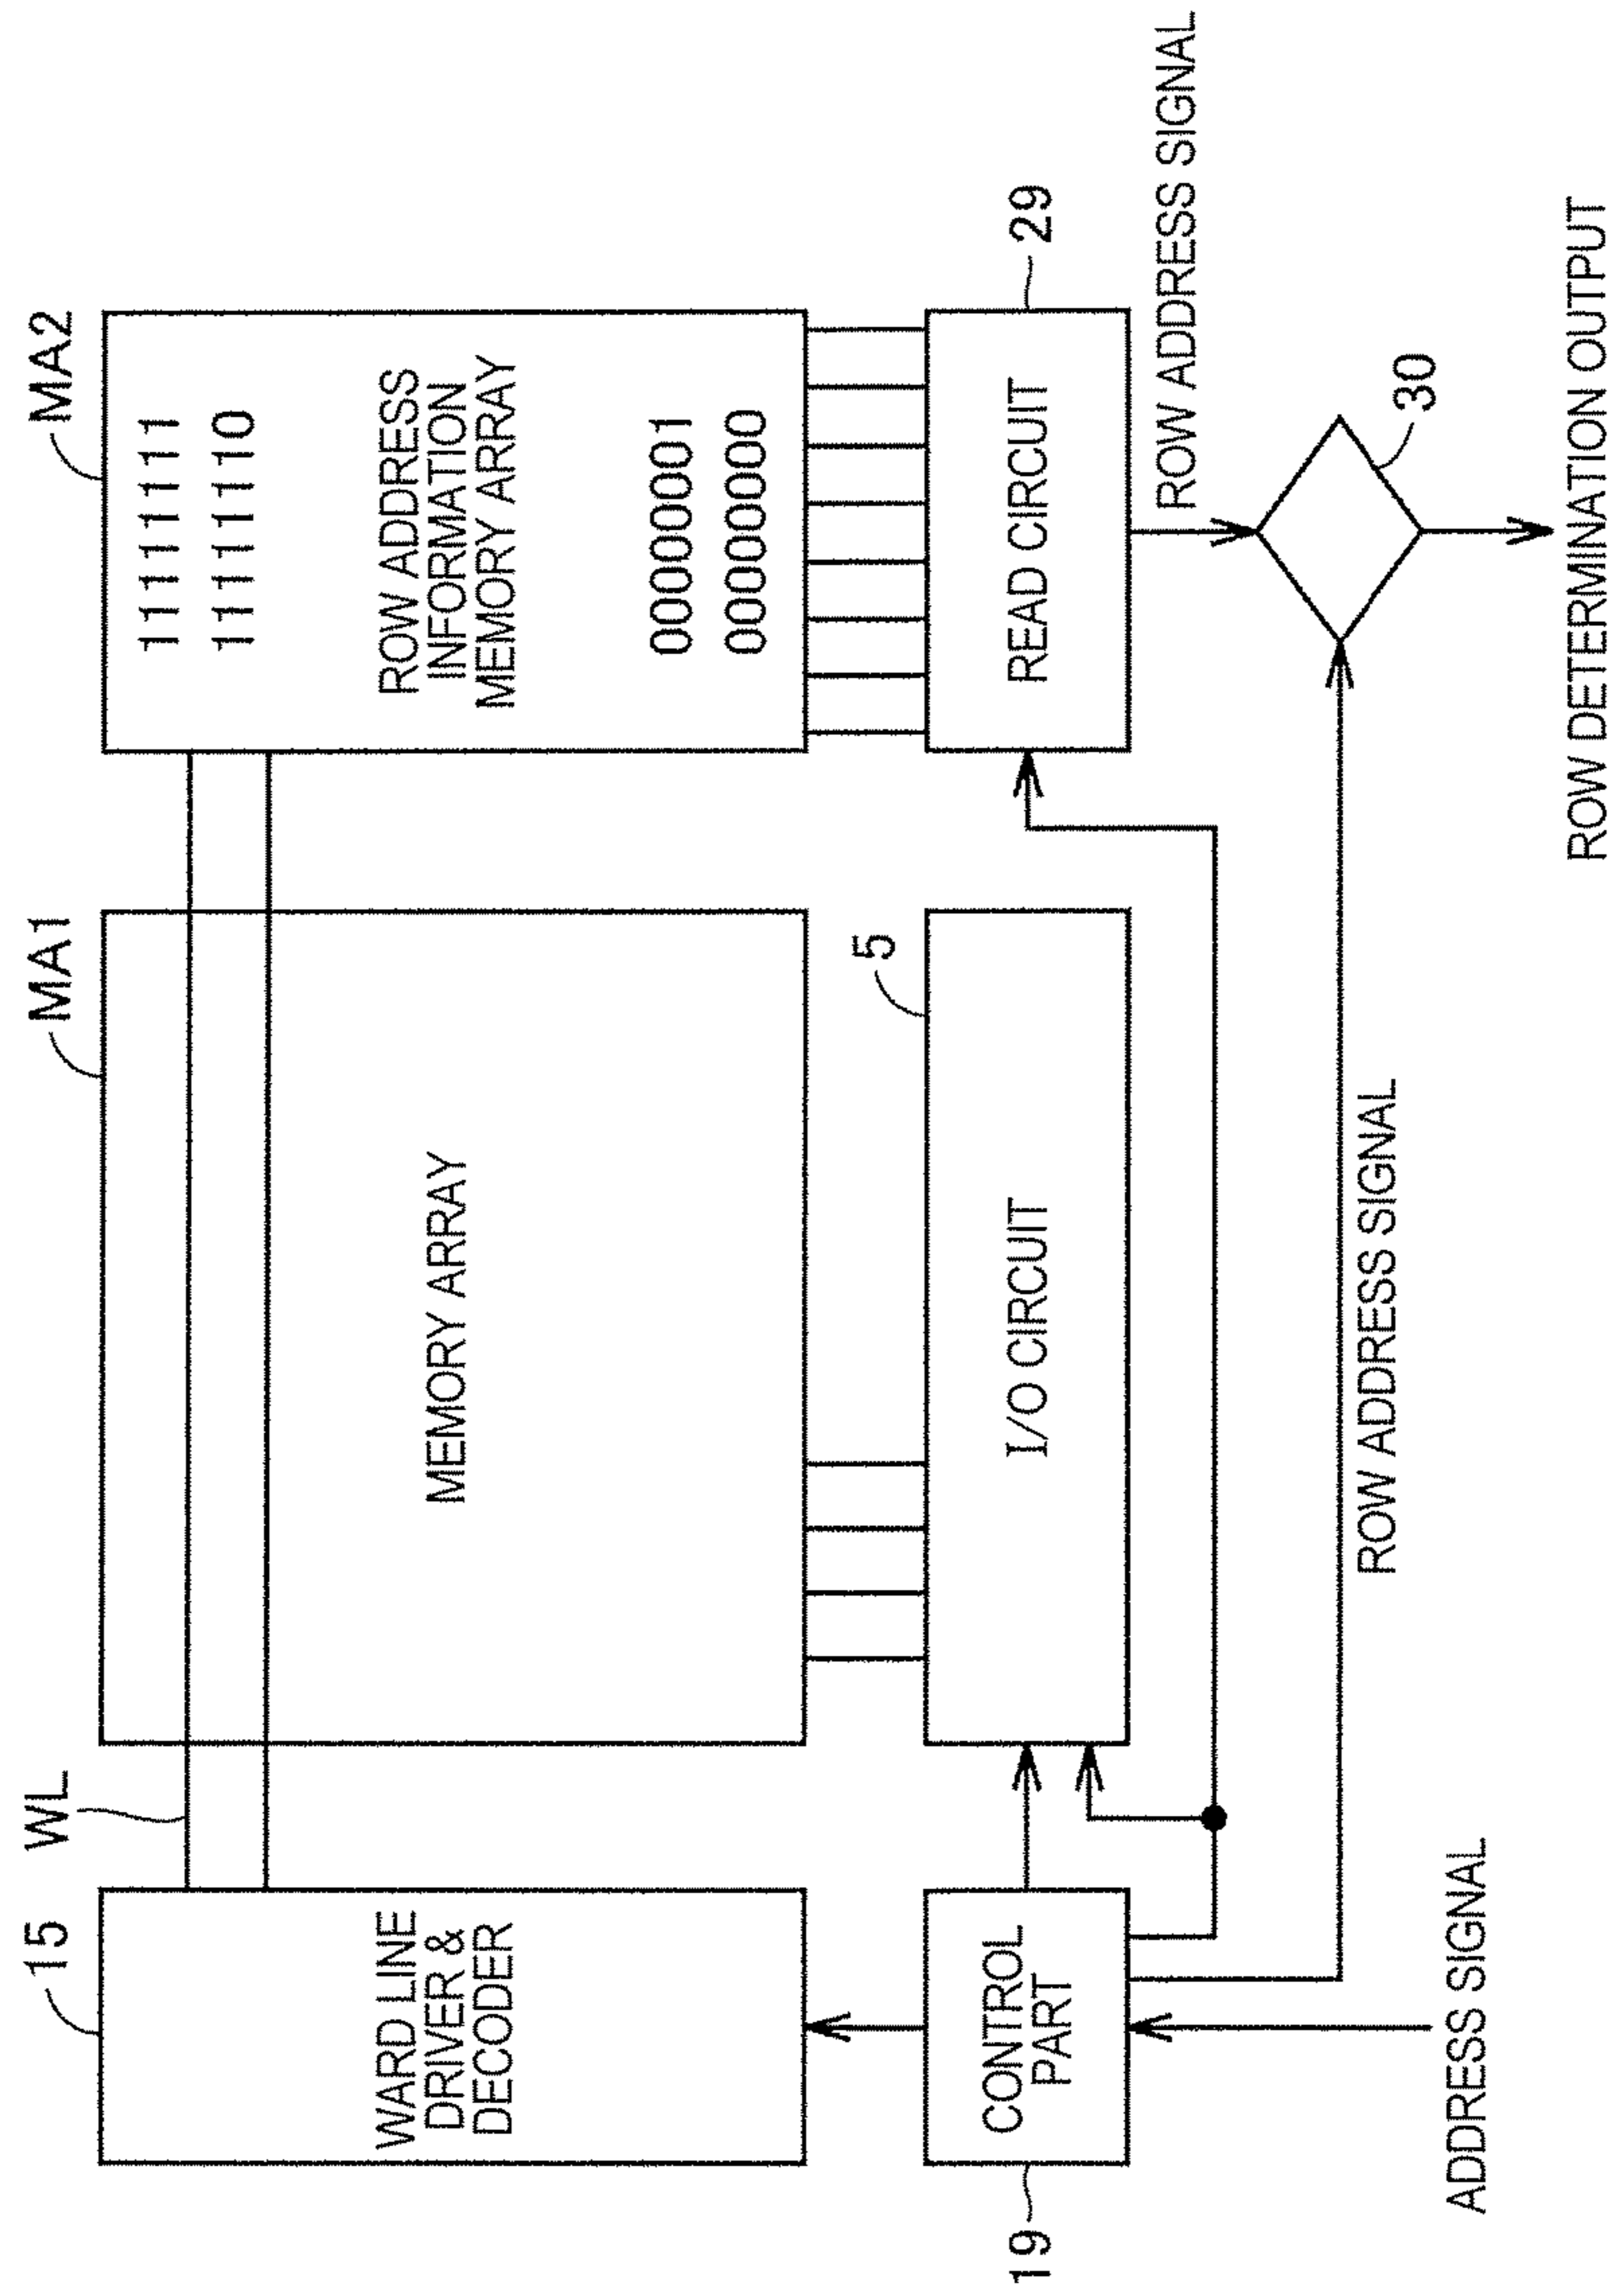 15
WL
MA1
MA2
11111111
11111110
WARD LINE
DRIVER &
DECODER
MEMORY ARRAY
ROW ADDRESS
INFORMATION
MEMORY ARRAY
00000001
00000000
5
19
CONTROL
PART
I/O CIRCUIT
READ CIRCUIT
29
ROW ADDRESS SIGNAL
ROW ADDRESS SIGNAL
30
ADDRESS SIGNAL
ROW DETERMINATION OUTPUT